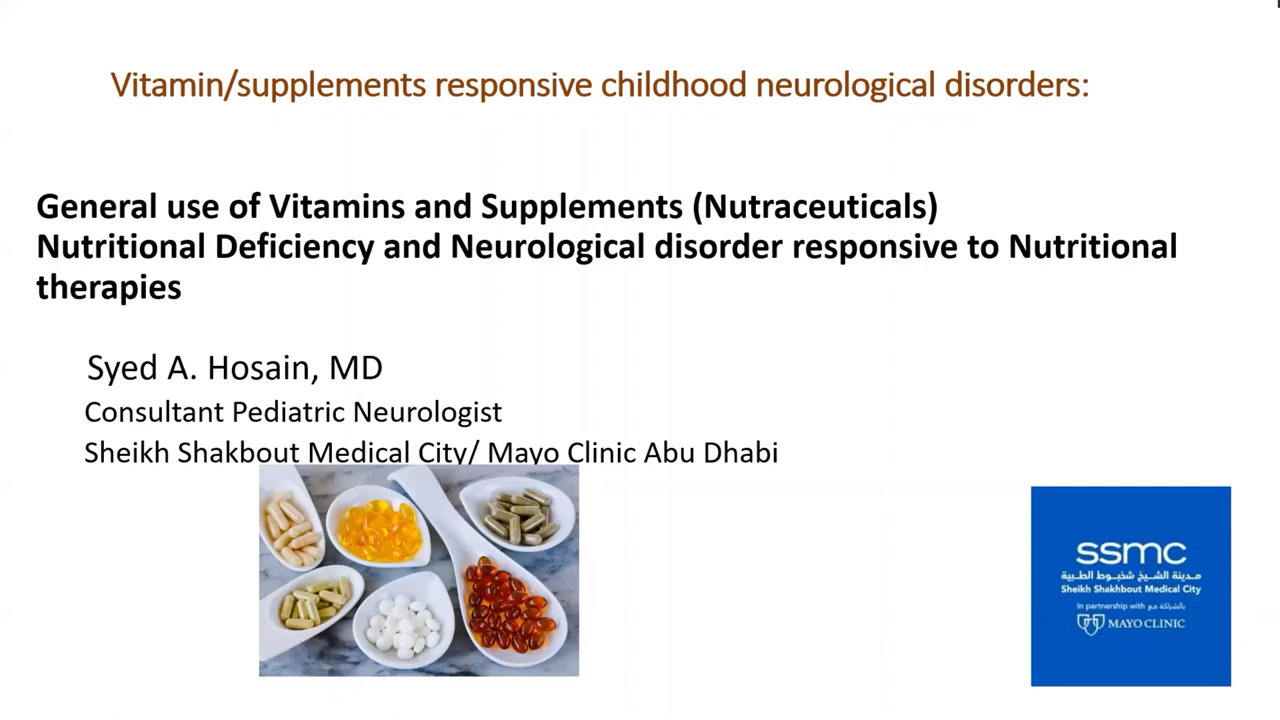 Vitamin/supplements responsive childhood neurological disorders:
General use of Vitamins and Supplements (Nutraceuticals)
Nutritional Deficiency and Neurological disorder responsive to Nutritional
therapies
Syed A. Hosain, MD
Consultant Pediatric Neurologist
Sheikh Shakbout Medical City/ Mayo Clinic Abu Dhabi
ssmc
مدينة الشيخ شخبوط الطبية
Sheikh Shakhbout Medical City
In partnership with بالشراكة مع
MAYO CLINIC